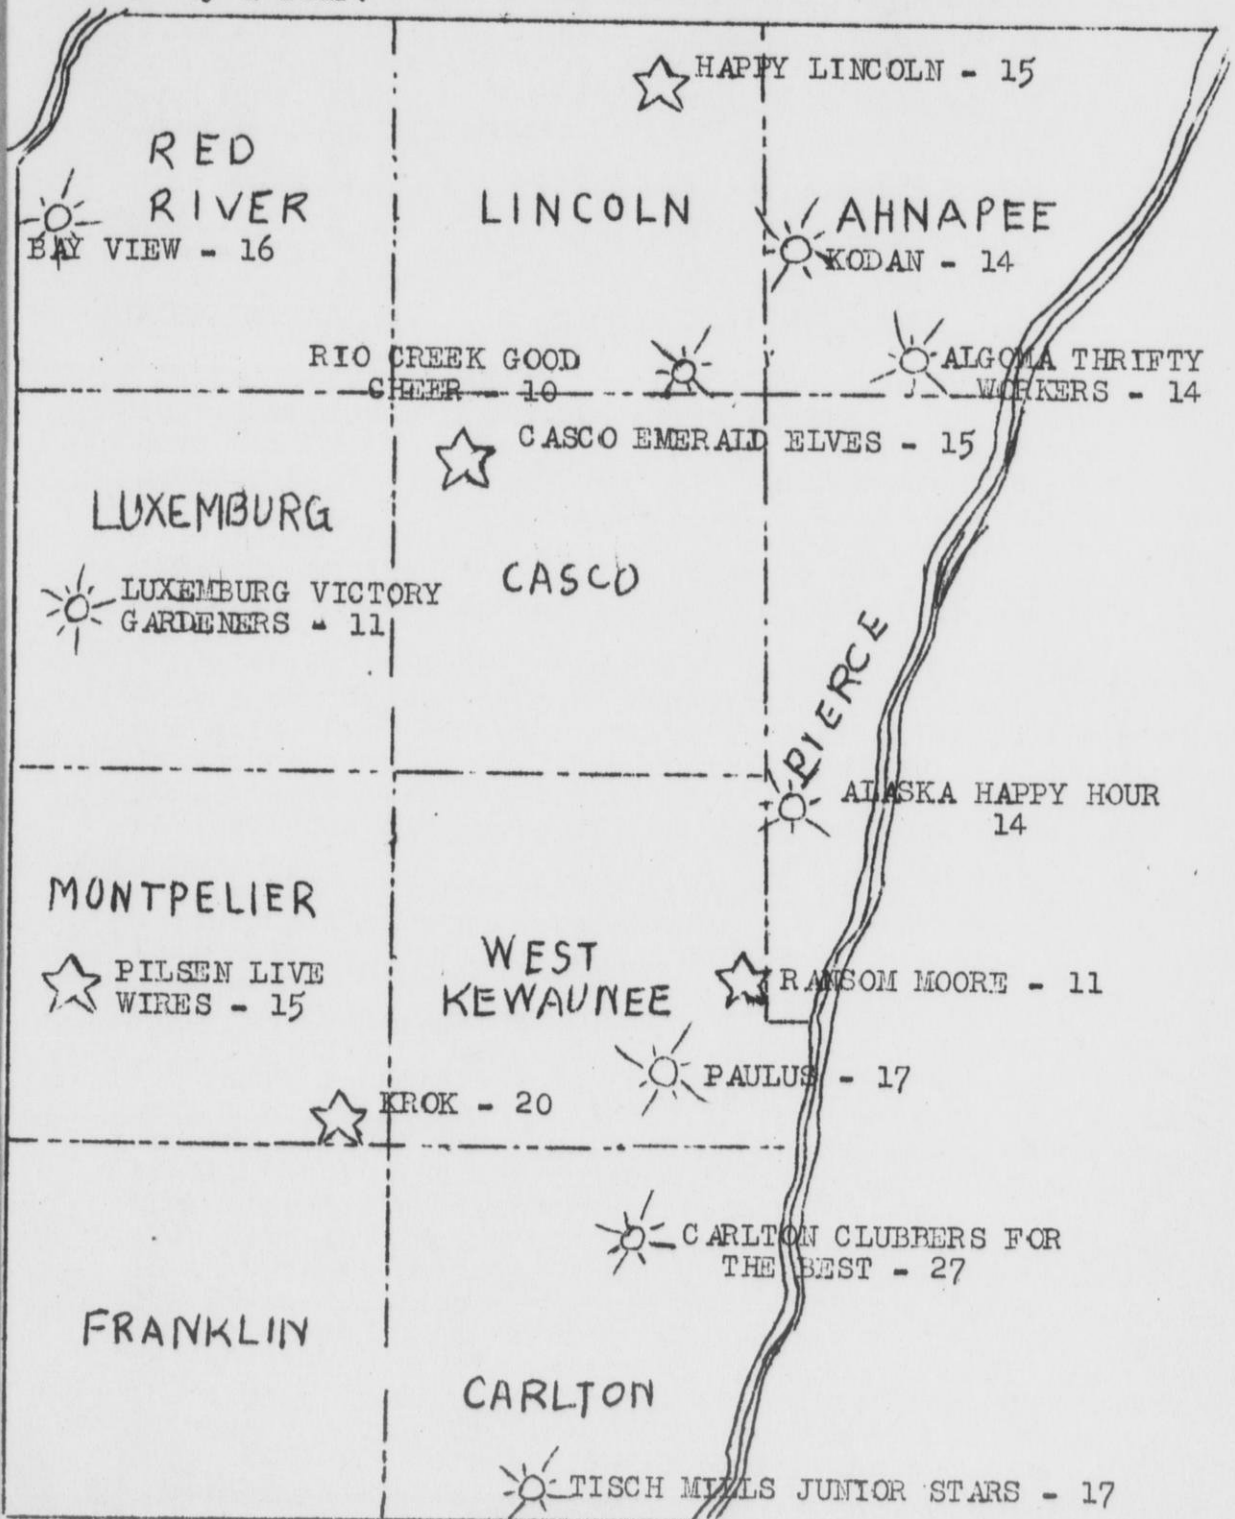 HAPPY LINCOLN - 15
RED
RIVER
LINCOLN
AHNAPEE
BAY VIEW - 16
KODAN - 14
RIO CREEK GOOD
CHEER - 10
ALGOMA THRIFTY
WORKERS - 14
CASCO EMERALD ELVES - 15
LUXEMBURG
CASCO
LUXEMBURG VICTORY
GARDENERS - 11
PIERCE
ALASKA HAPPY HOUR
14
MONTPELIER
WEST
KEWAUNEE
PILSEN LIVE
WIRES - 15
RANSOM MOORE - 11
PAULUS - 17
KROK - 20
CARLTON CLUBBERS FOR
THE BEST - 27
FRANKLIN
CARLTON
TISCH MILLS JUNIOR STARS - 17